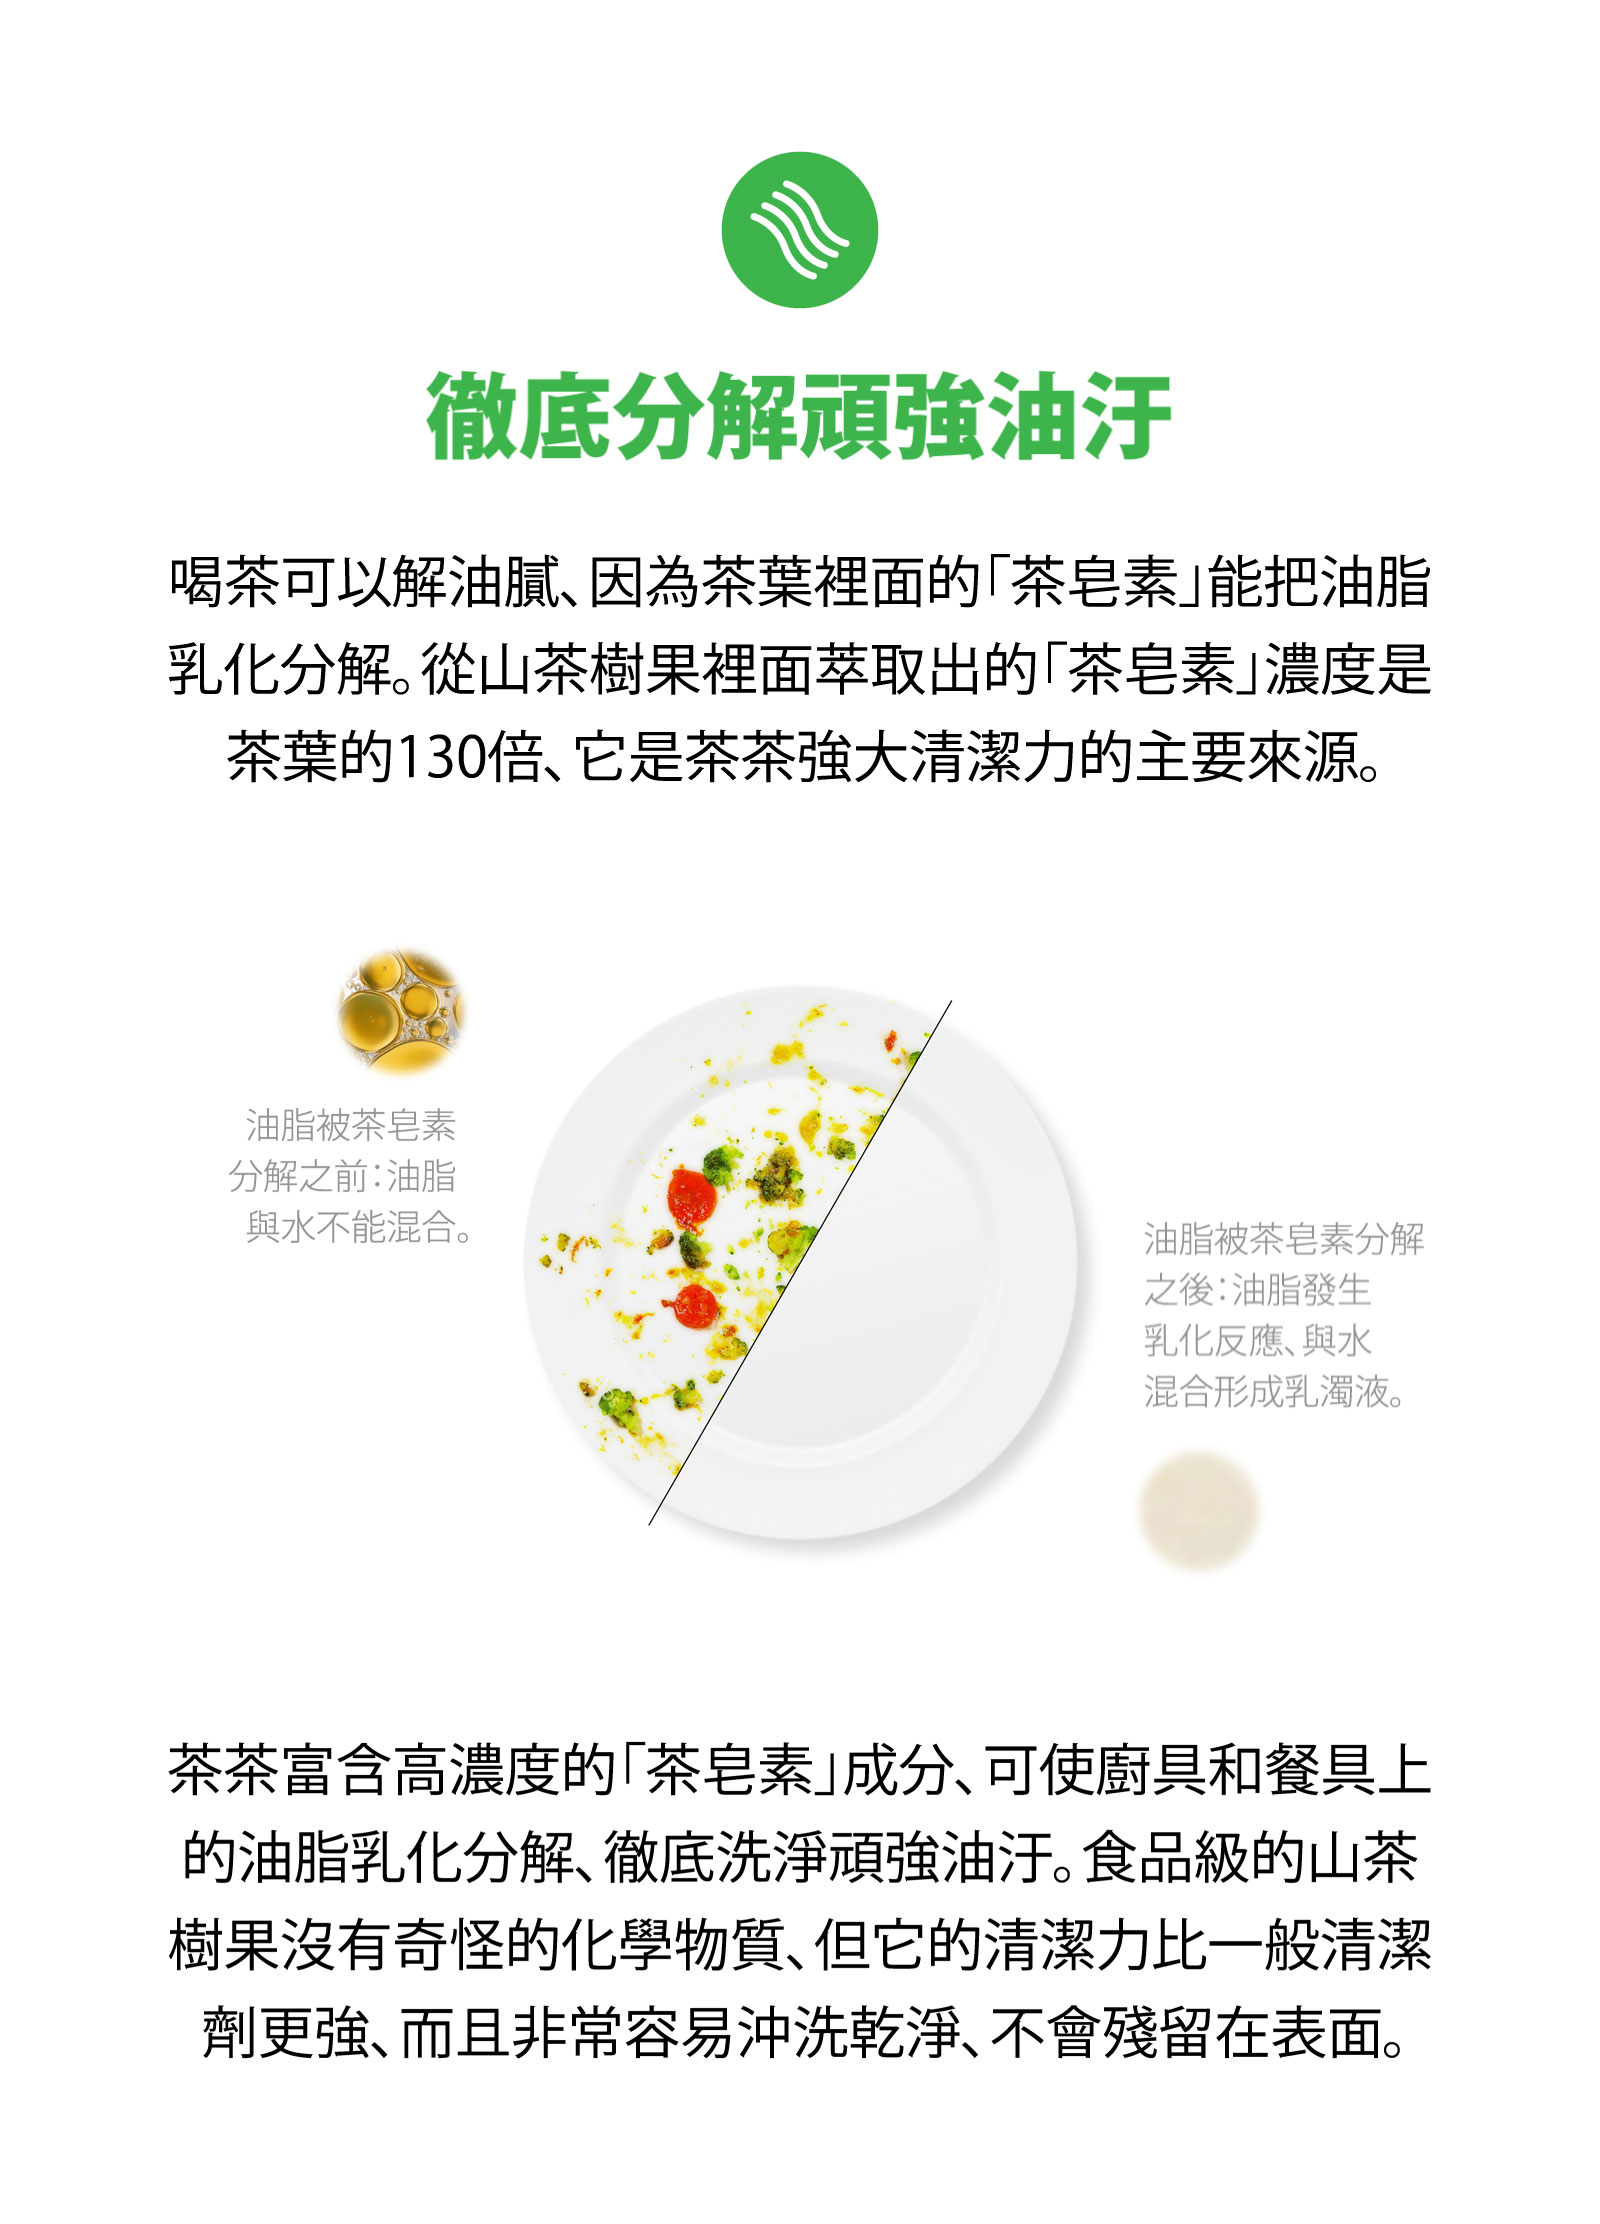 徹底分解頑強油汙
喝茶可以解油膩、因為茶葉裡面的「茶皂素」能把油脂
乳化分解。從山茶樹果裡面萃取出的「茶皂素」濃度是
茶葉的130倍、它是茶茶強大清潔力的主要來源。
油脂被茶皂素
分解之前：油脂
與水不能混合。
油脂被茶皂素分解
之後：油脂發生
乳化反應、與水
混合形成乳濁液。
茶茶富含高濃度的「茶皂素」成分、可使廚具和餐具上
的油脂乳化分解、徹底洗淨頑強油汙。食品級的山茶
樹果沒有奇怪的化學物質、但它的清潔力比一般清潔
劑更強、而且非常容易沖洗乾淨、不會殘留在表面。